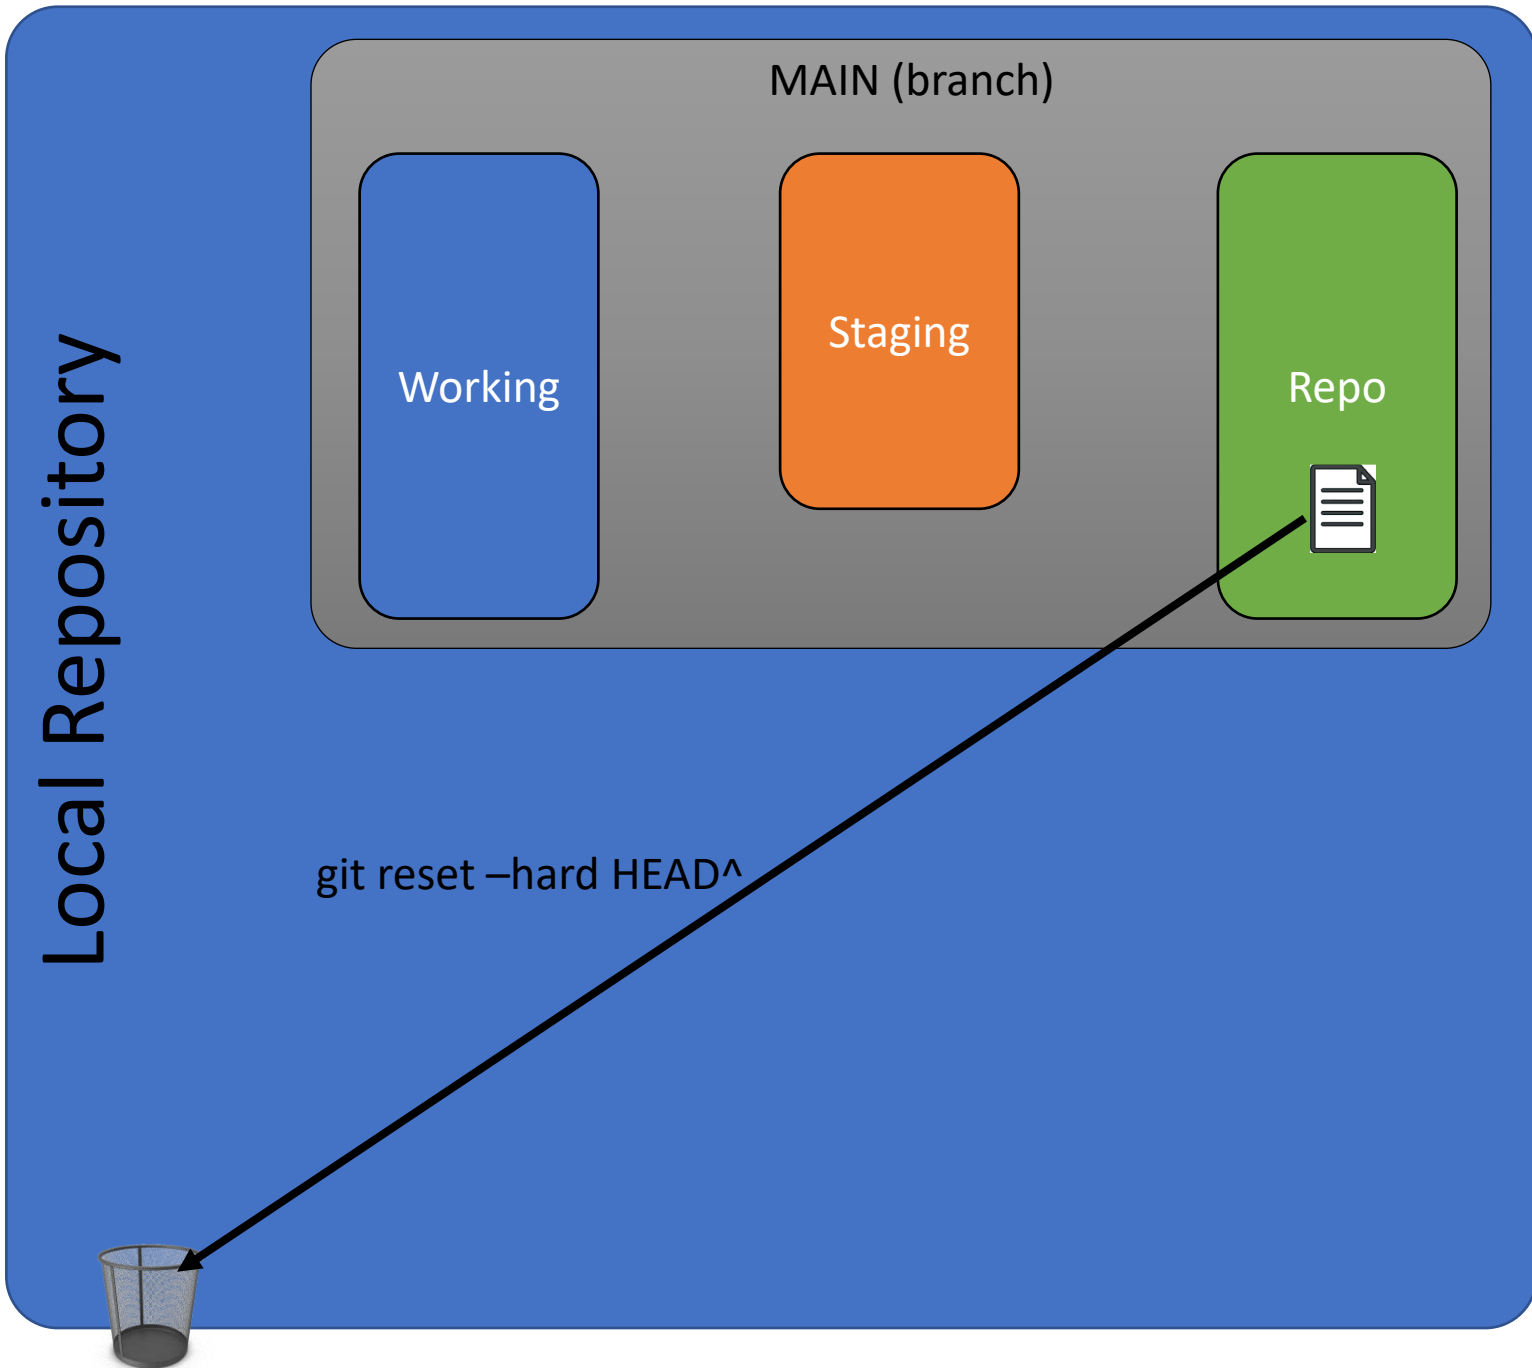 MAIN (branch)
Working
Staging
Repo
Local Repository
git reset –hard HEAD^